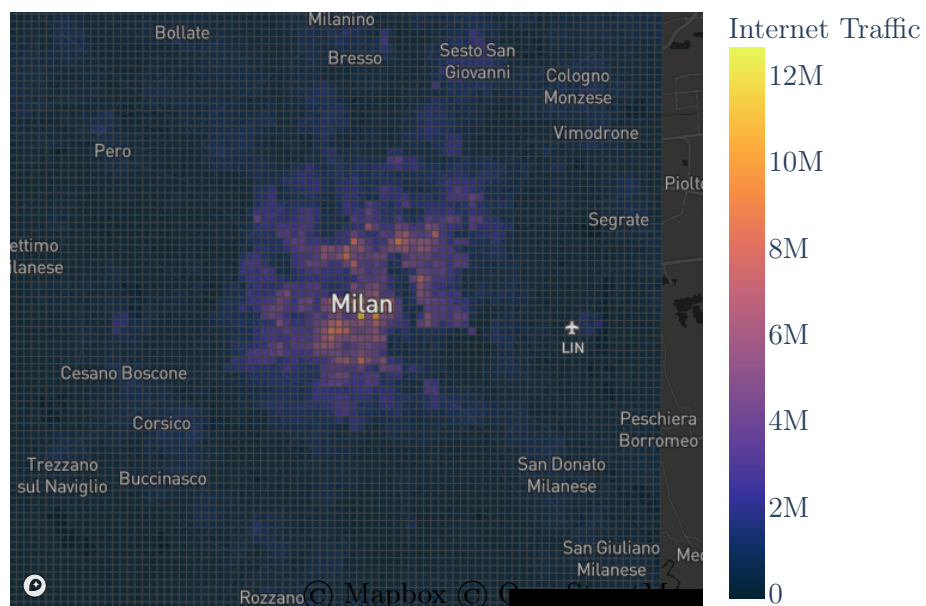 Internet Traffic
Milanino
Bollate
Bresso
Sesto San
Giovanni
12M
Cologno
Monzese
Vimodrone
Pero
10M
Segrate
ettimo
ilanese
8M
Milan
6M
LIN
Cesano Boscone
Corsico
Peschiera
Borromeo
4M
Trezzano
sul Naviglio
Buccinasco
San Donato
Milanese
2M
San Giuliano
Milanese
Rozzano
© Mapbox ©
0